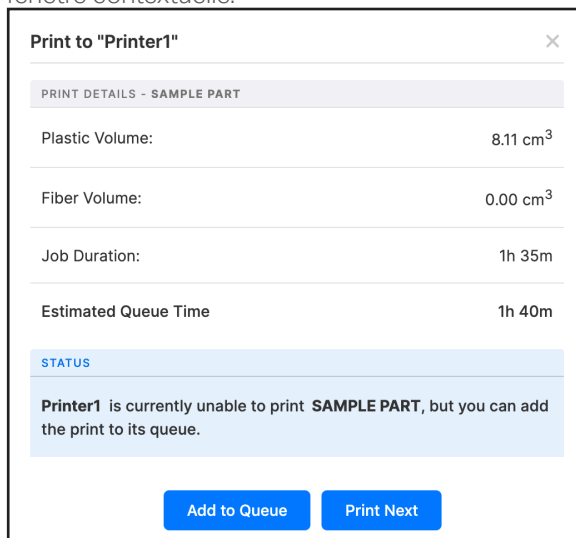 fenêtre contextuelle.
Print to "Printer1" ×
PRINT DETAILS - SAMPLE PART
Plastic Volume: 8.11 cm³
Fiber Volume: 0.00 cm³
Job Duration: 1h 35m
Estimated Queue Time 1h 40m
STATUS
Printer1 is currently unable to print SAMPLE PART, but you can add
the print to its queue.
Add to Queue Print Next